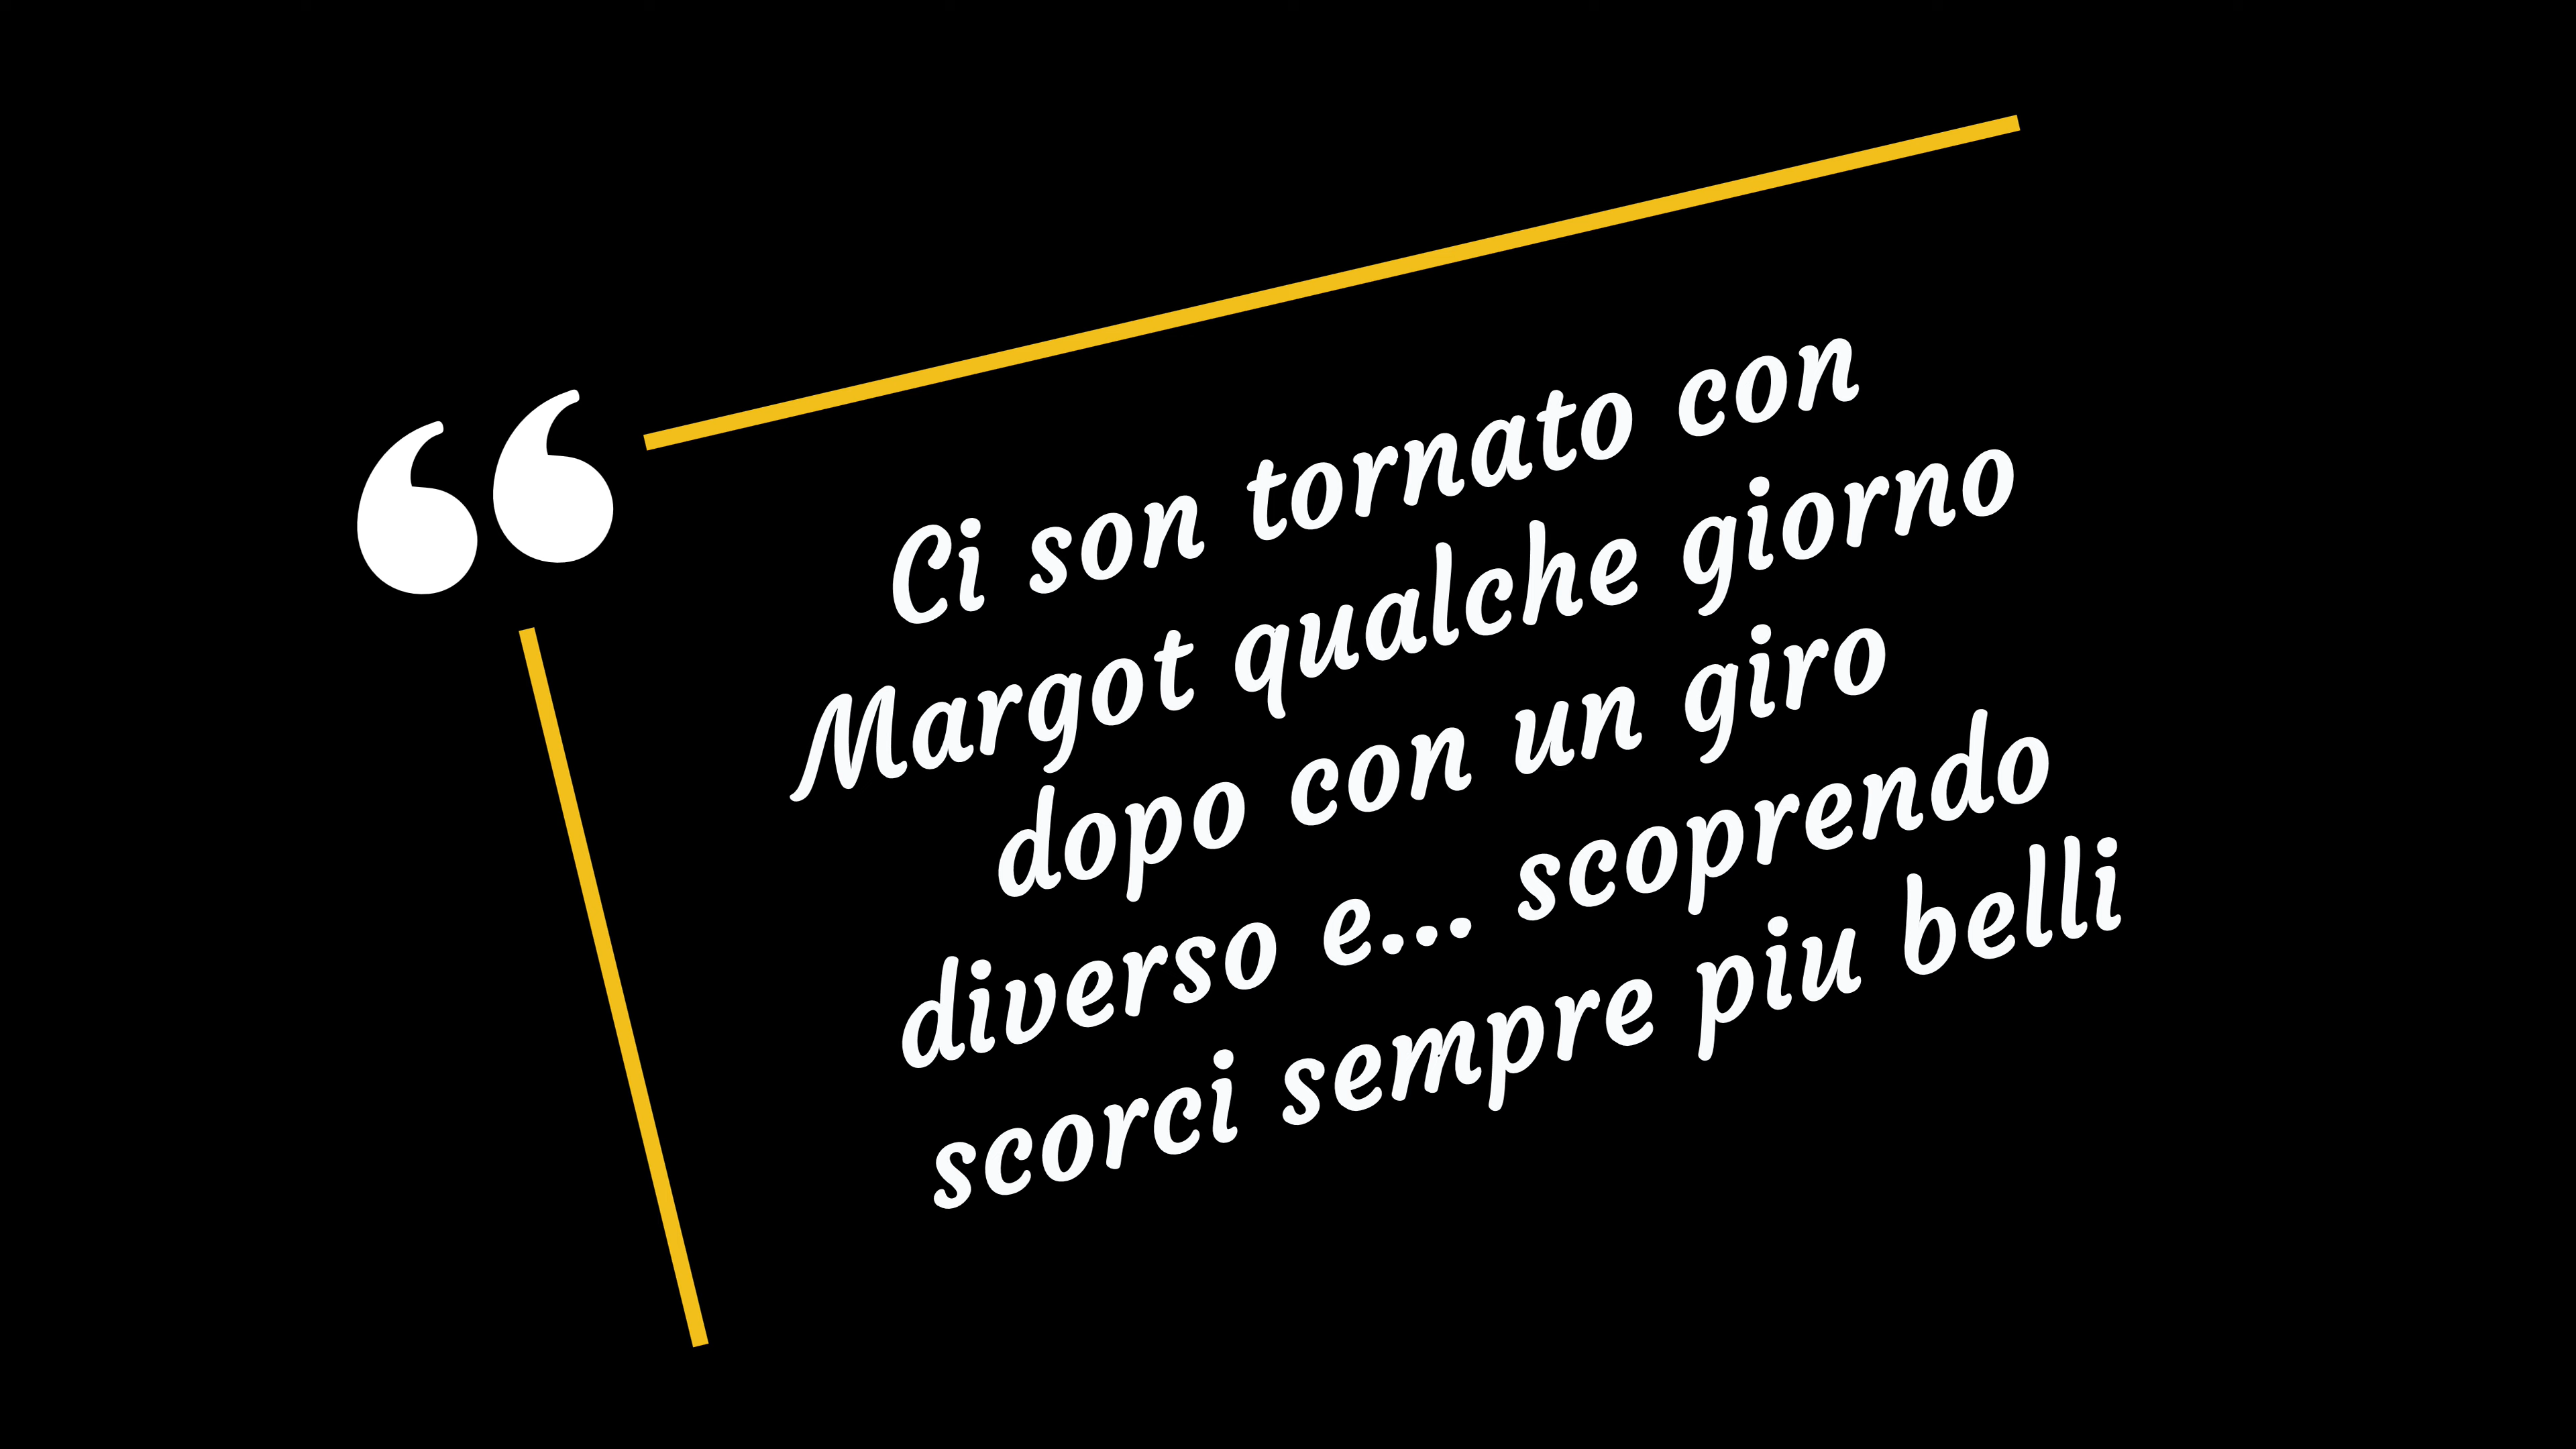 “
Ci son tornato con
Margot qualche giorno
dopo con un giro
diverso e... scoprendo
scorci sempre piu belli